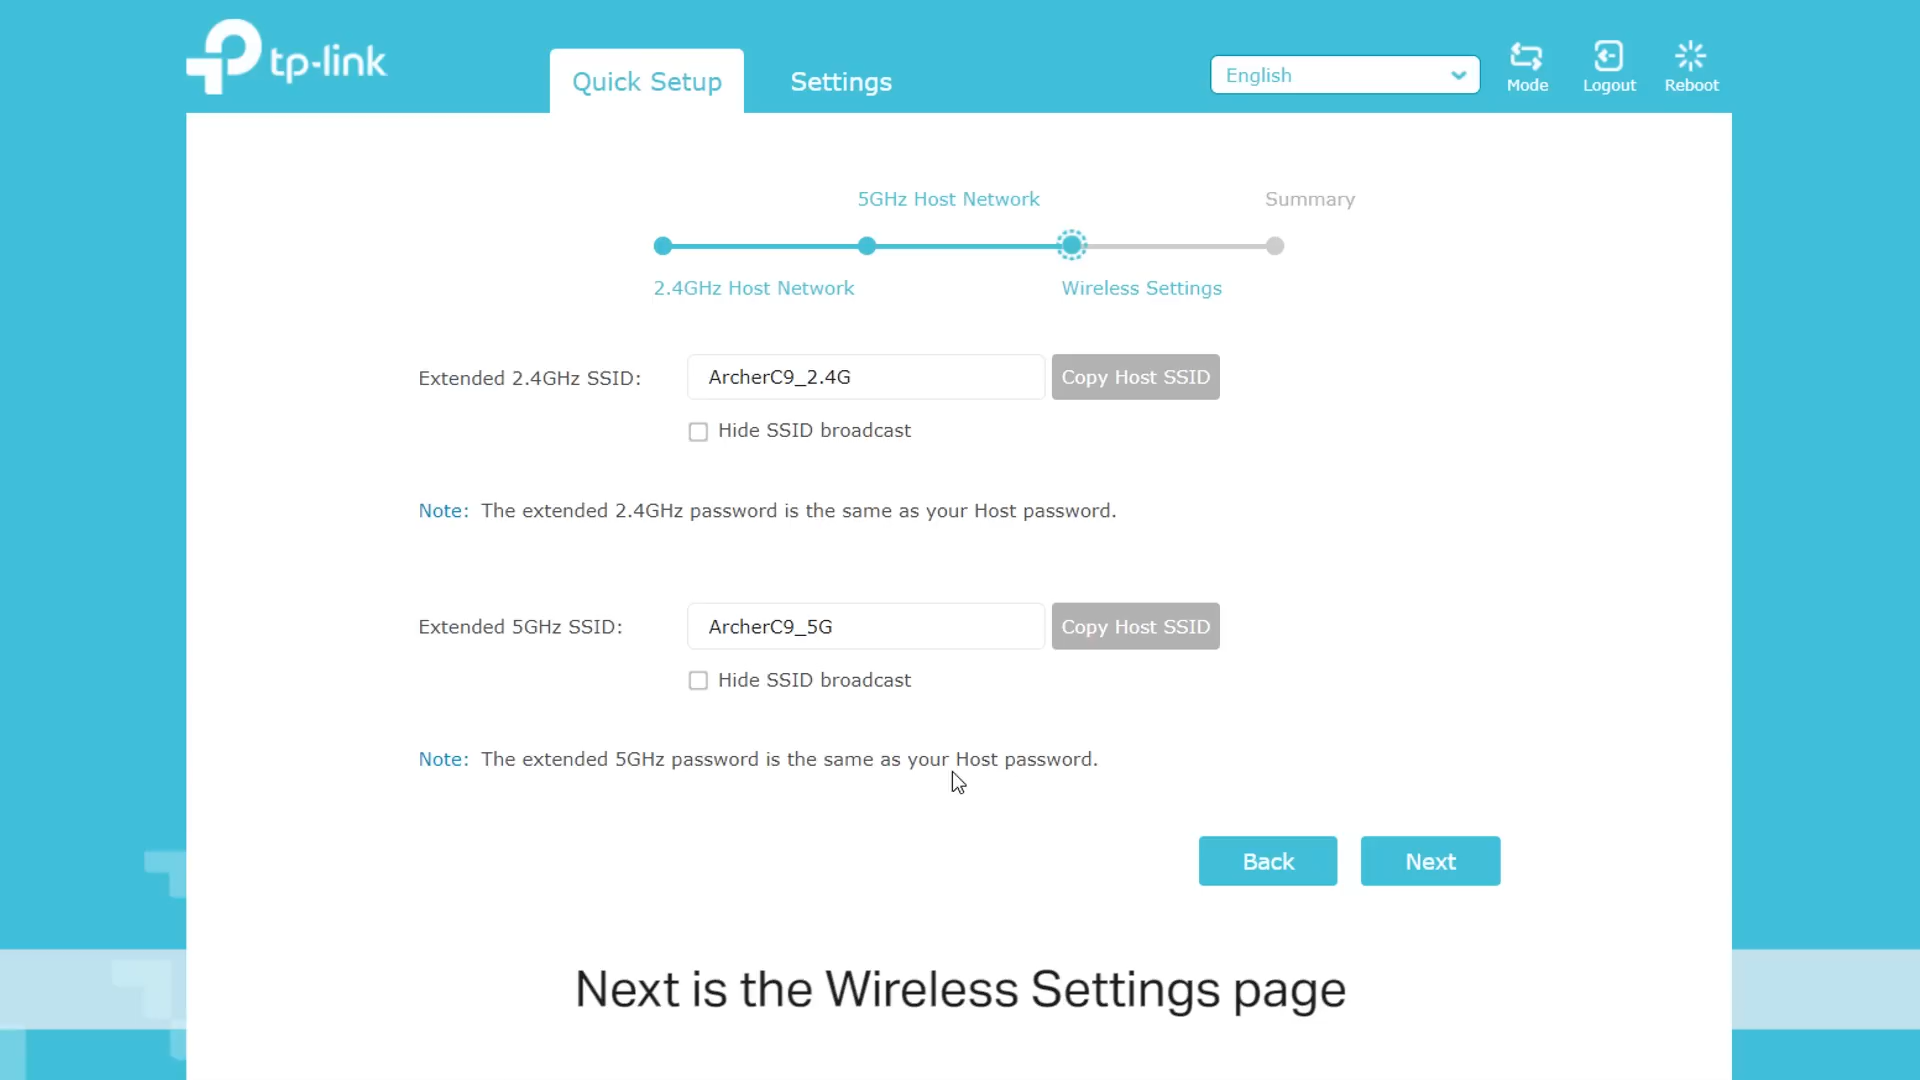 tp-link
Quick Setup
Settings
English
Mode
Logout
Reboot
5GHz Host Network
Summary
2.4GHz Host Network
Wireless Settings
Extended 2.4GHz SSID:
ArcherC9_2.4G
Copy Host SSID
Hide SSID broadcast
Note: The extended 2.4GHz password is the same as your Host password.
Extended 5GHz SSID:
ArcherC9_5G
Copy Host SSID
Hide SSID broadcast
Note: The extended 5GHz password is the same as your Host password.
Back
Next
Next is the Wireless Settings page